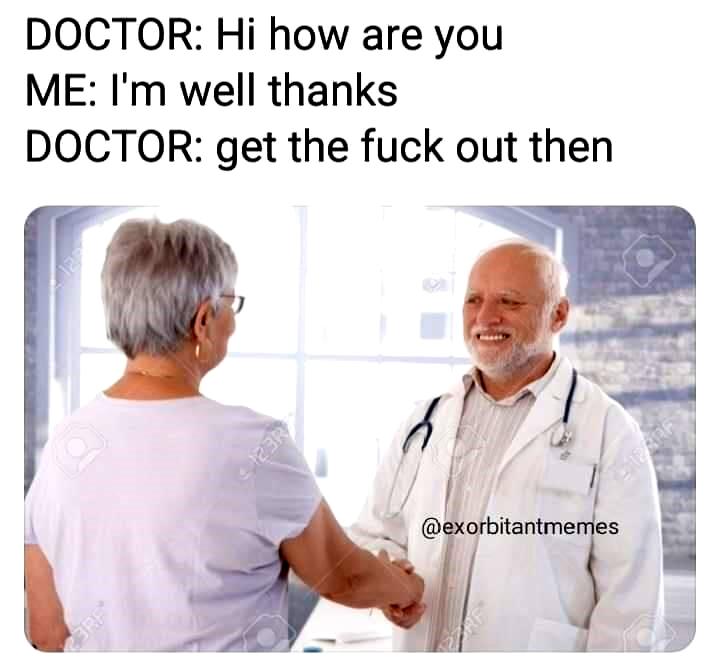 DOCTOR: Hi how are you
ME: I'm well thanks
DOCTOR: get the fuck out then
@exorbitantmemes